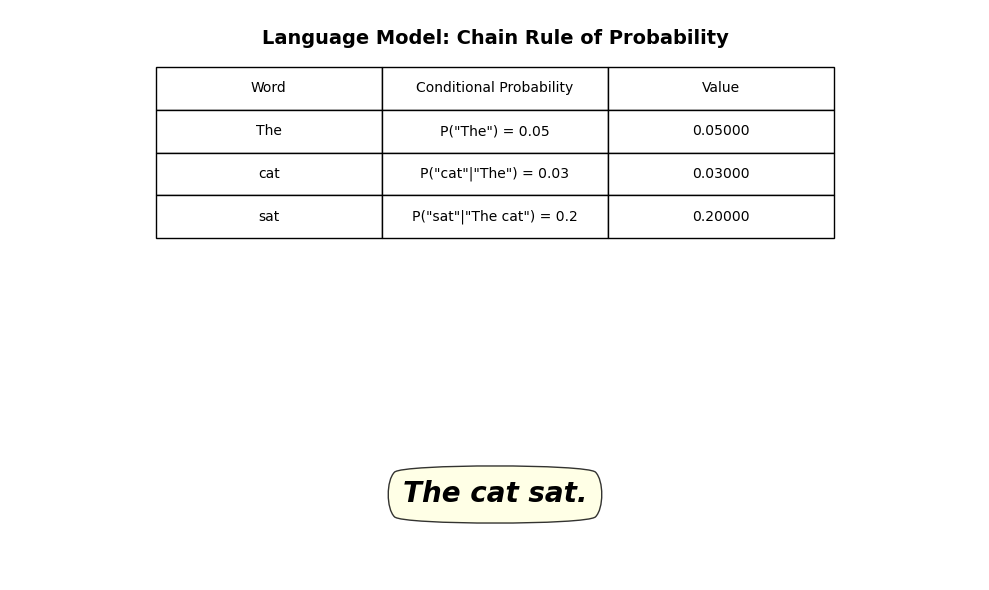 Language Model: Chain Rule of Probability
Word Conditional Probability Value
The P("The") = 0.05 0.05000
cat P("cat"|"The") = 0.03 0.03000
sat P("sat"|"The cat") = 0.2 0.20000
The cat sat.